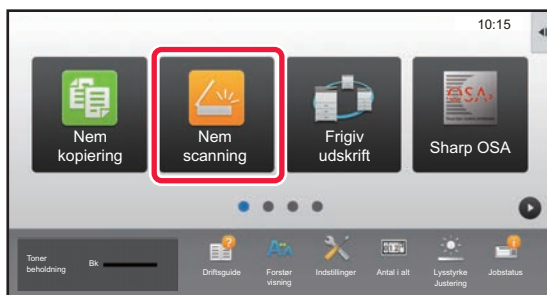 10:15
Nem
kopiering
Nem
scanning
Frigiv
udskrift
OSA
Sharp OSA
Toner
beholdning
Bk
Driftsguide
Forstør
visning
Indstillinger
Antal i alt
Lysstyrke
Justering
Jobstatus